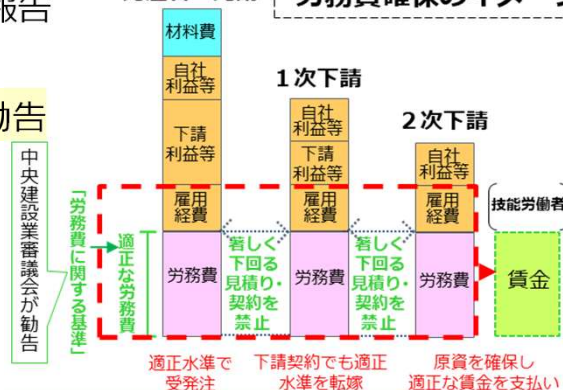 報告
労務費確保のイメージ
勧告
材料費
自社
利益等
下請
利益等
雇用
経費
労務費
1次下請
自社
利益等
下請
利益等
雇用
経費
労務費
2次下請
自社
利益等
雇用
経費
労務費
技能労働者
賃金
中央建設業審議会が勧告
「労務費に関する基準」
適正な労務費
著しく
下回る
見積り・
契約を
禁止
著しく
下回る
見積り・
契約を
禁止
適正水準で
受発注
下請契約でも適正
水準を転嫁
原資を確保し
適正な賃金を支払い